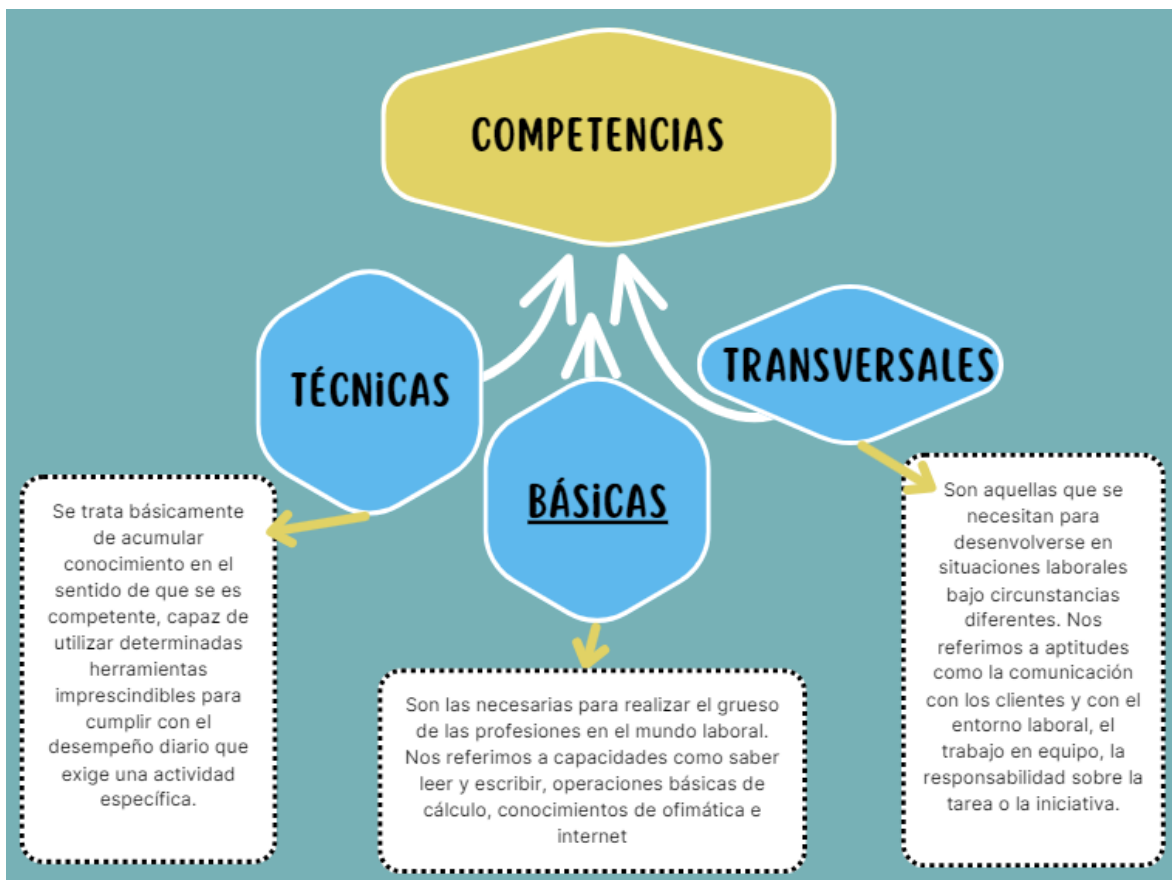 COMPETENCIAS
TÉCNiCAS
BÁSiCAS
TRANSVERSALES
Se trata básicamente
de acumular
conocimiento en el
sentido de que se es
competente, capaz de
utilizar determinadas
herramientas
imprescindibles para
cumplir con el
desempeño diario que
exige una actividad
específica.
Son las necesarias para realizar el grueso
de las profesiones en el mundo laboral.
Nos referimos a capacidades como saber
leer y escribir, operaciones básicas de
cálculo, conocimientos de ofimática e
internet
Son aquellas que se
necesitan para
desenvolverse en
situaciones laborales
bajo circunstancias
diferentes. Nos
referimos a aptitudes
como la comunicación
con los clientes y con el
entorno laboral, el
trabajo en equipo, la
responsabilidad sobre la
tarea o la iniciativa.